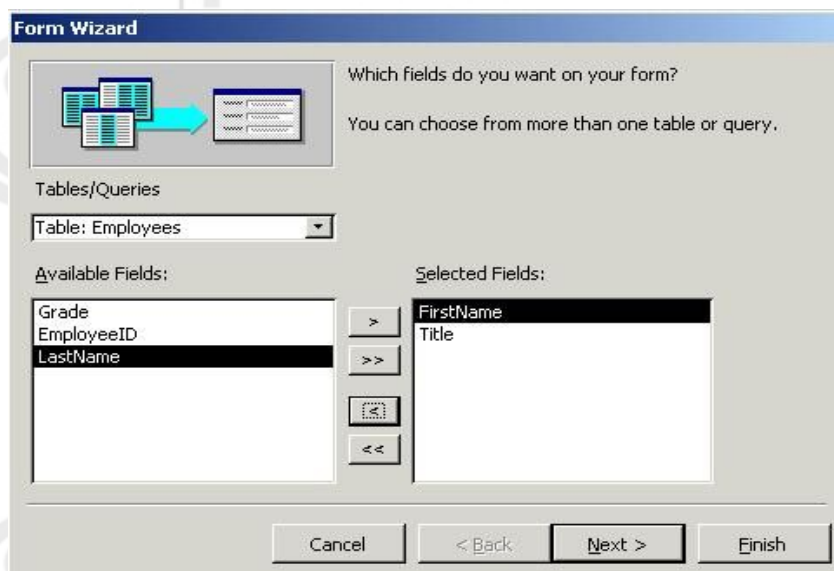 Form Wizard
Which fields do you want on your form?
You can choose from more than one table or query.
Tables/Queries
Table: Employees
Available Fields:
Selected Fields:
Grade
EmployeeID
LastName
FirstName
Title
>
>>
<
<<
Cancel
< Back
Next >
Finish